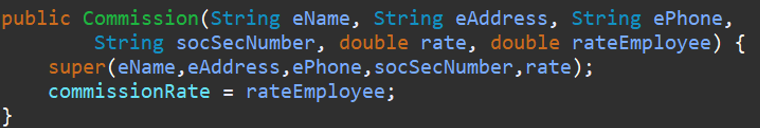 public Commission(String eName, String eAddress, String ePhone,
String socSecNumber, double rate, double rateEmployee) {
super(eName,eAddress,ePhone,socSecNumber,rate);
commissionRate = rateEmployee;
}